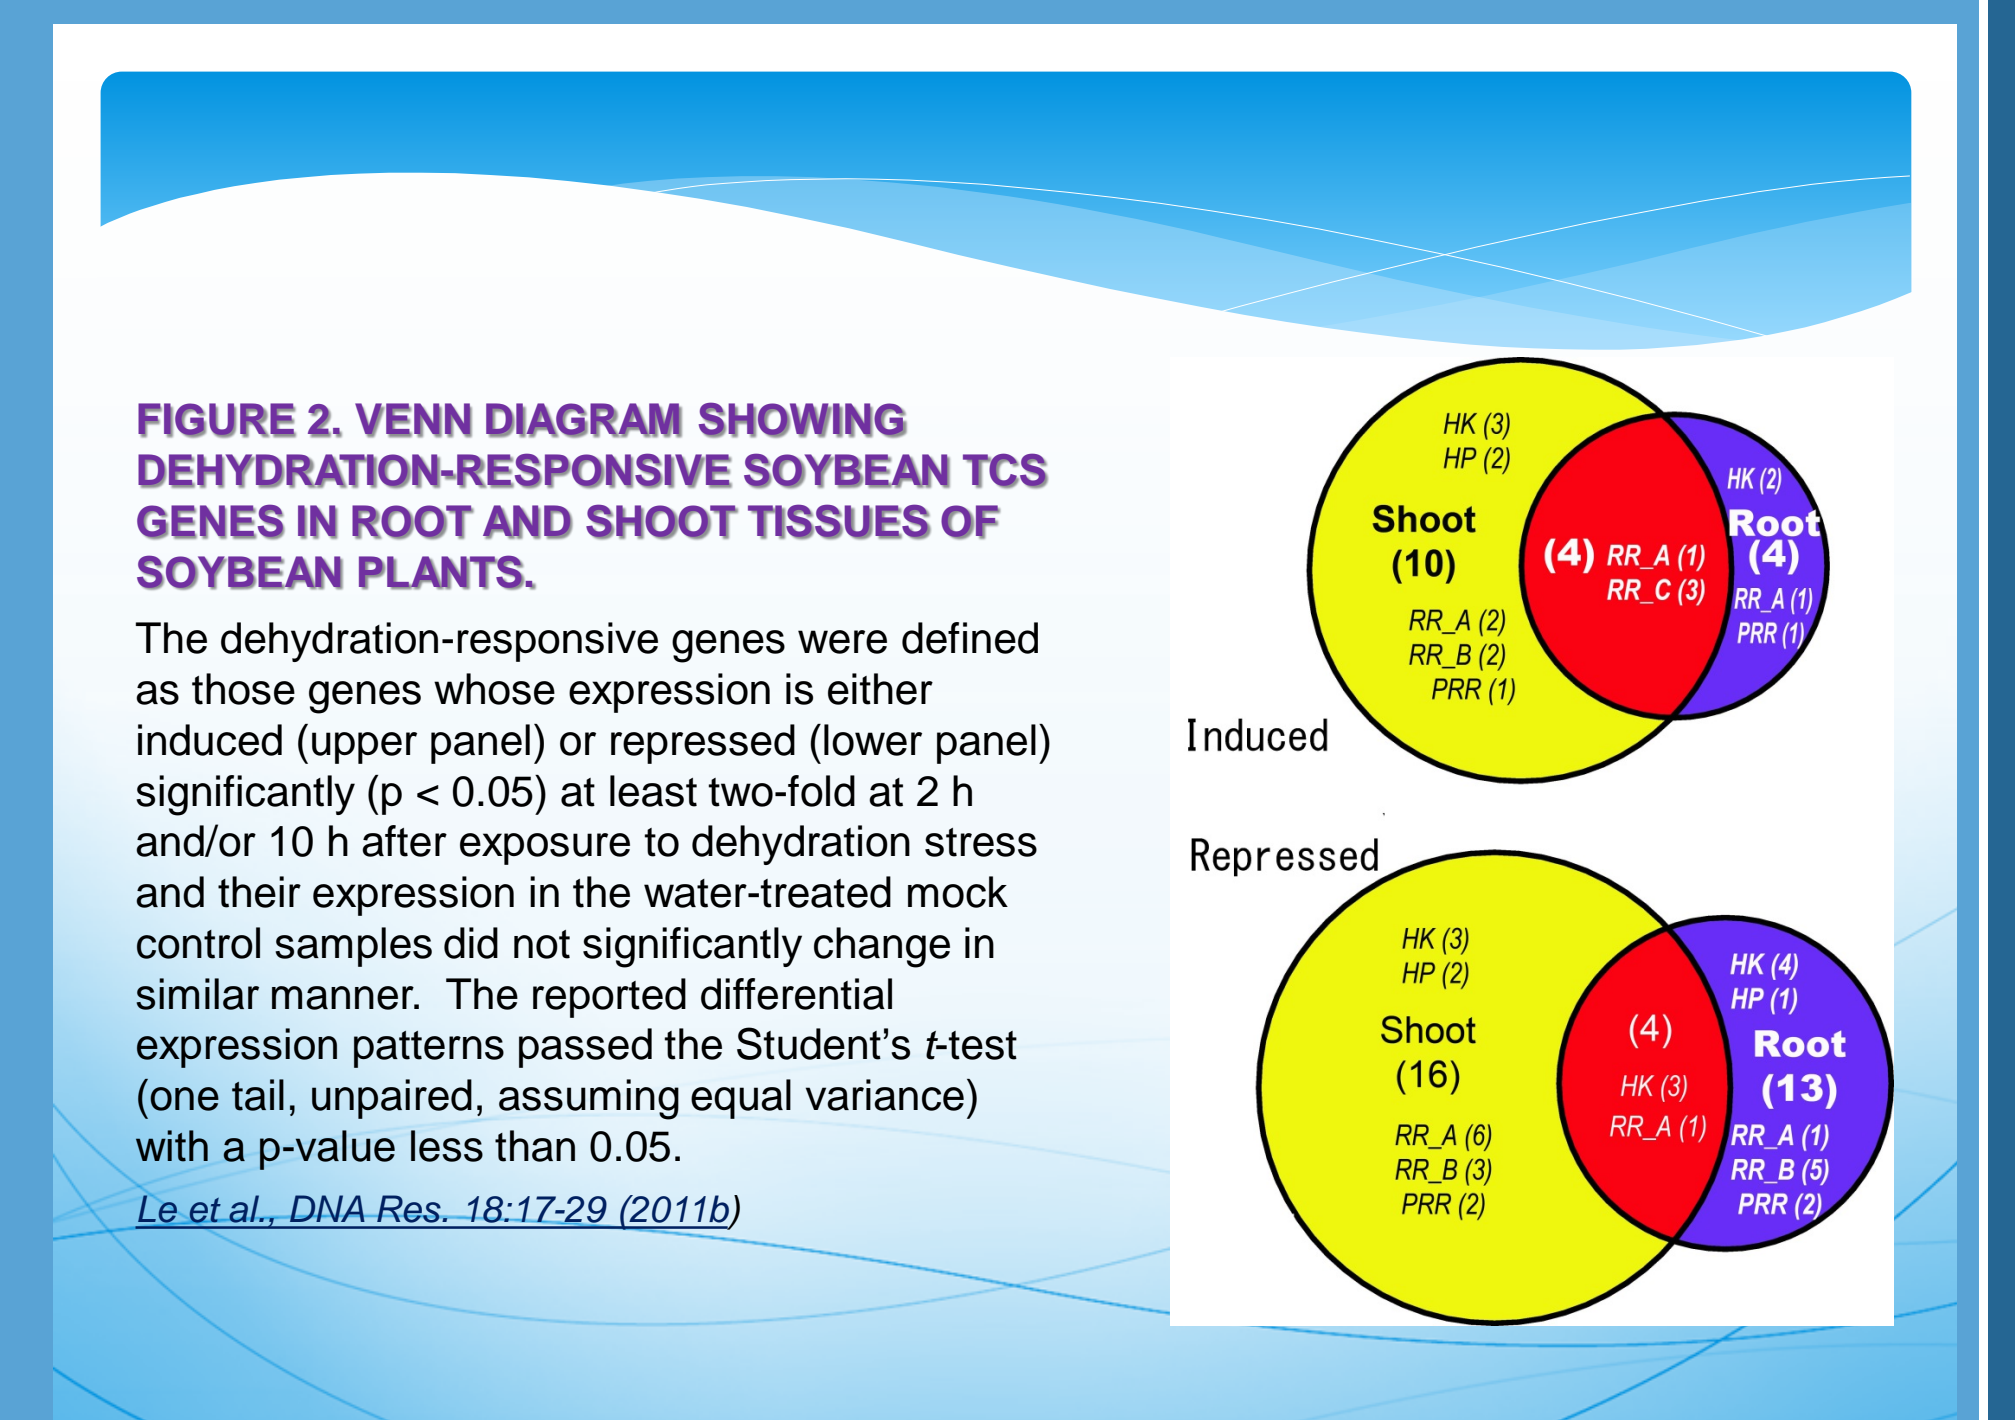 FIGURE 2. VENN DIAGRAM SHOWING
DEHYDRATION-RESPONSIVE SOYBEAN TCS
GENES IN ROOT AND SHOOT TISSUES OF
SOYBEAN PLANTS.
The dehydration-responsive genes were defined
as those genes whose expression is either
induced (upper panel) or repressed (lower panel)
significantly (p < 0.05) at least two-fold at 2 h
and/or 10 h after exposure to dehydration stress
and their expression in the water-treated mock
control samples did not significantly change in
similar manner.  The reported differential
expression patterns passed the Student’s t-test
(one tail, unpaired, assuming equal variance)
with a p-value less than 0.05.
Le et al., DNA Res. 18:17-29 (2011b)
HK (3)
HP (2)
Shoot
(10)
RR_A (2)
RR_B (2)
PRR (1)
(4) RR_A (1)
RR_C (3)
HK (2)
Root
(4)
RR_A (1)
PRR (1)
Induced
Repressed
HK (3)
HP (2)
Shoot
(16)
RR_A (6)
RR_B (3)
PRR (2)
(4)
HK (3)
RR_A (1)
HK (4)
HP (1)
Root
(13)
RR_A (1)
RR_B (5)
PRR (2)